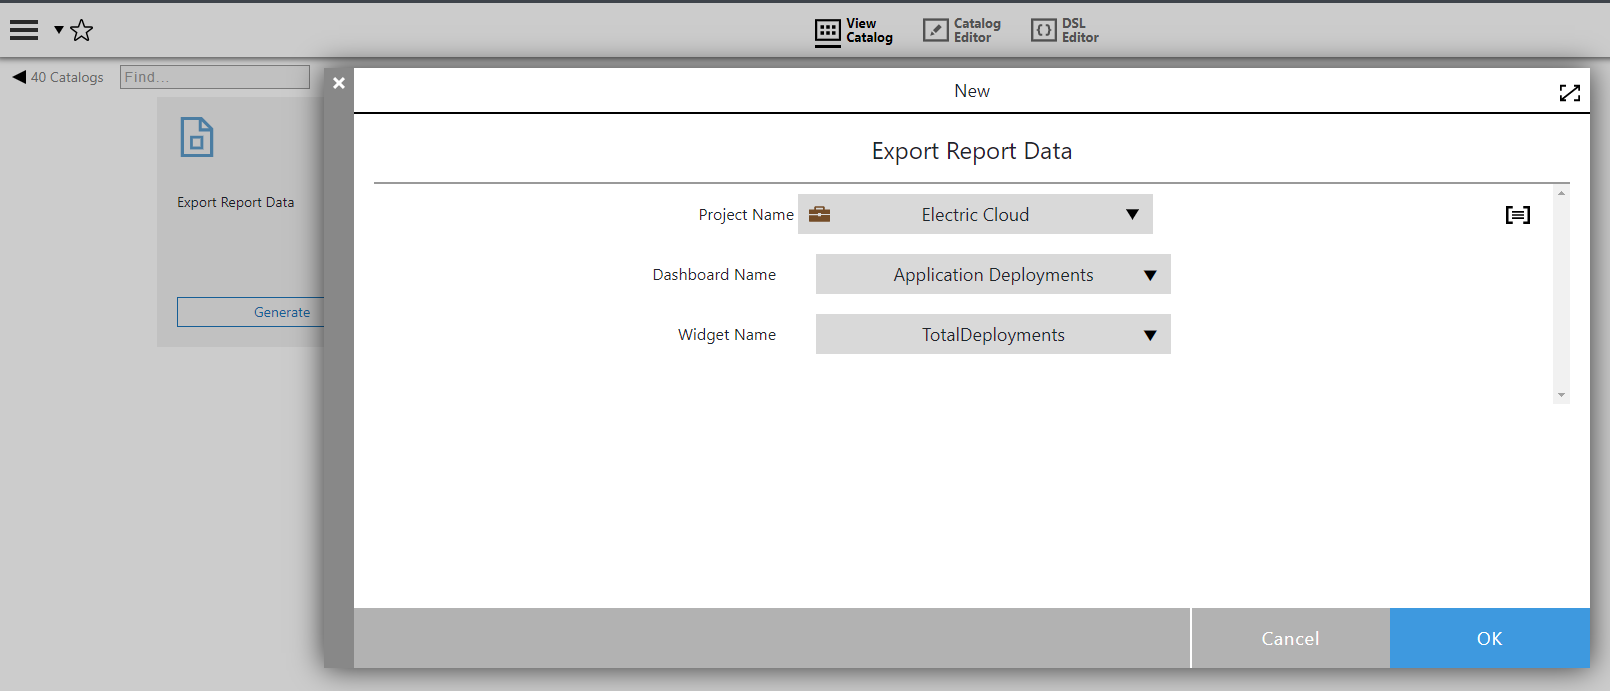 View
Catalog
Catalog
Editor
DSL
Editor
40 Catalogs
Find...
Export Report Data
Generate
New
Export Report Data
Project Name Electric Cloud
Dashboard Name Application Deployments
Widget Name TotalDeployments
Cancel OK